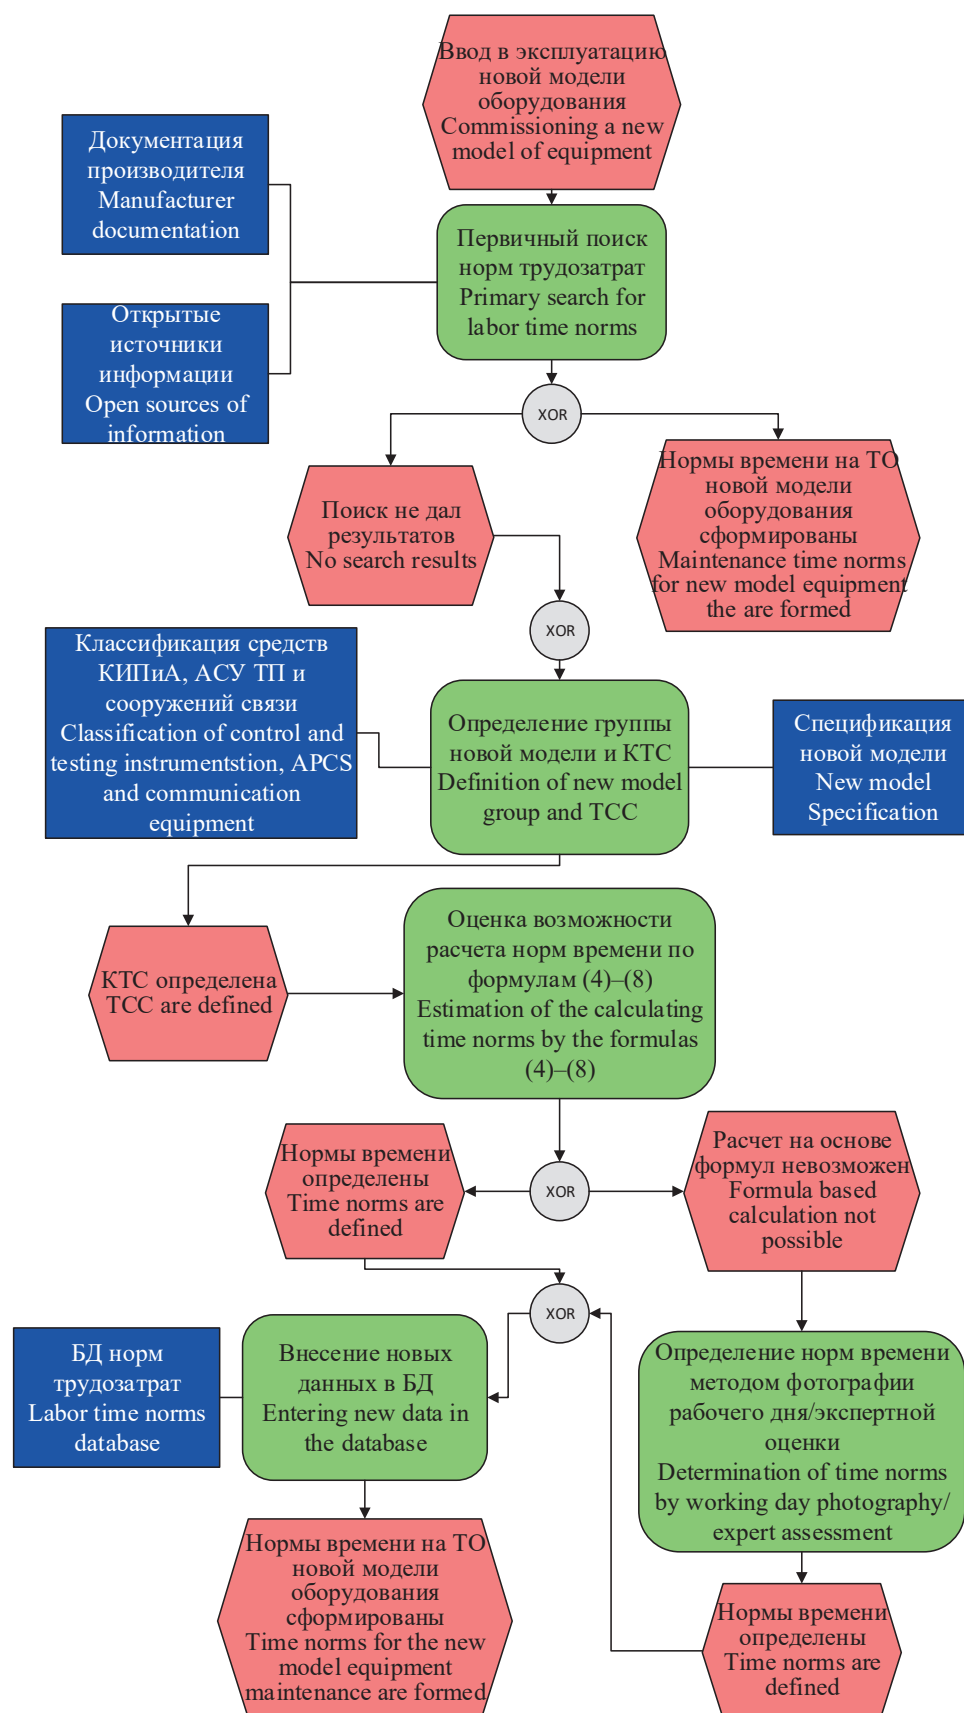 Ввод в эксплуатацию
новой модели
оборудования
Commissioning a new
model of equipment
Документация
производителя
Manufacturer
documentation
Первичный поиск
норм трудозатрат
Primary search for
labor time norms
Открытые
источники
информации
Open sources of
information
XOR
Поиск не дал
результатов
No search results
Нормы времени на ТО
новой модели
оборудования
сформированы
Maintenance time norms
for new model equipment
the are formed
XOR
Классификация средств
КИПиА, АСУ ТП и
сооружений связи
Classification of control and
testing instrumentstion, APCS
and communication
equipment
Определение группы
новой модели и КТС
Definition of new model
group and TCC
Спецификация
новой модели
New model
Specification
КТС определена
TCC are defined
Оценка возможности
расчета норм времени по
формулам (4)–(8)
Estimation of the calculating
time norms by the formulas
(4)–(8)
Нормы времени
определены
Time norms are
defined
XOR
Расчет на основе
формул невозможен
Formula based
calculation not
possible
XOR
БД норм
трудозатрат
Labor time norms
database
Внесение новых
данных в БД
Entering new data in
the database
Определение норм времени
методом фотографии
рабочего дня/экспертной
оценки
Determination of time norms
by working day photography/
expert assessment
Нормы времени на ТО
новой модели
оборудования
сформированы
Time norms for the new
model equipment
maintenance are formed
Нормы времени
определены
Time norms are
defined